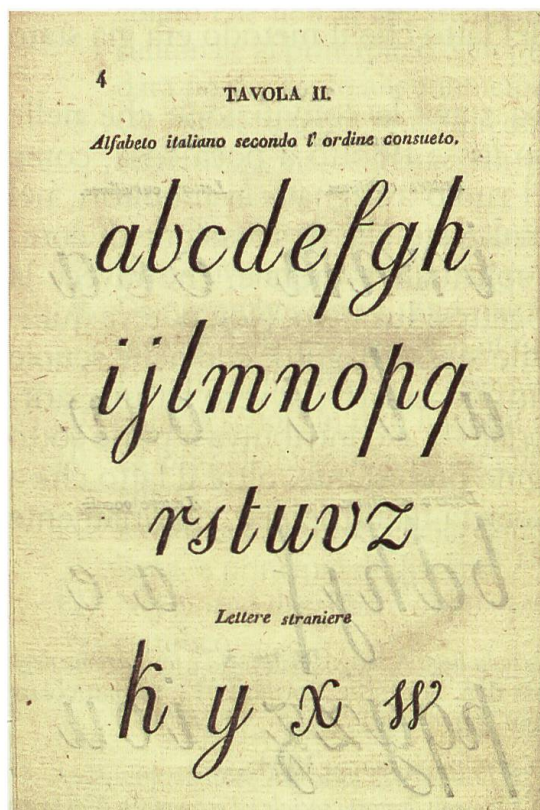 4
TAVOLA II.
Alfabeto italiano secondo l' ordine consueto.
abcdefgh
ijlmnopq
rstuvz
Lettere straniere
k y x w